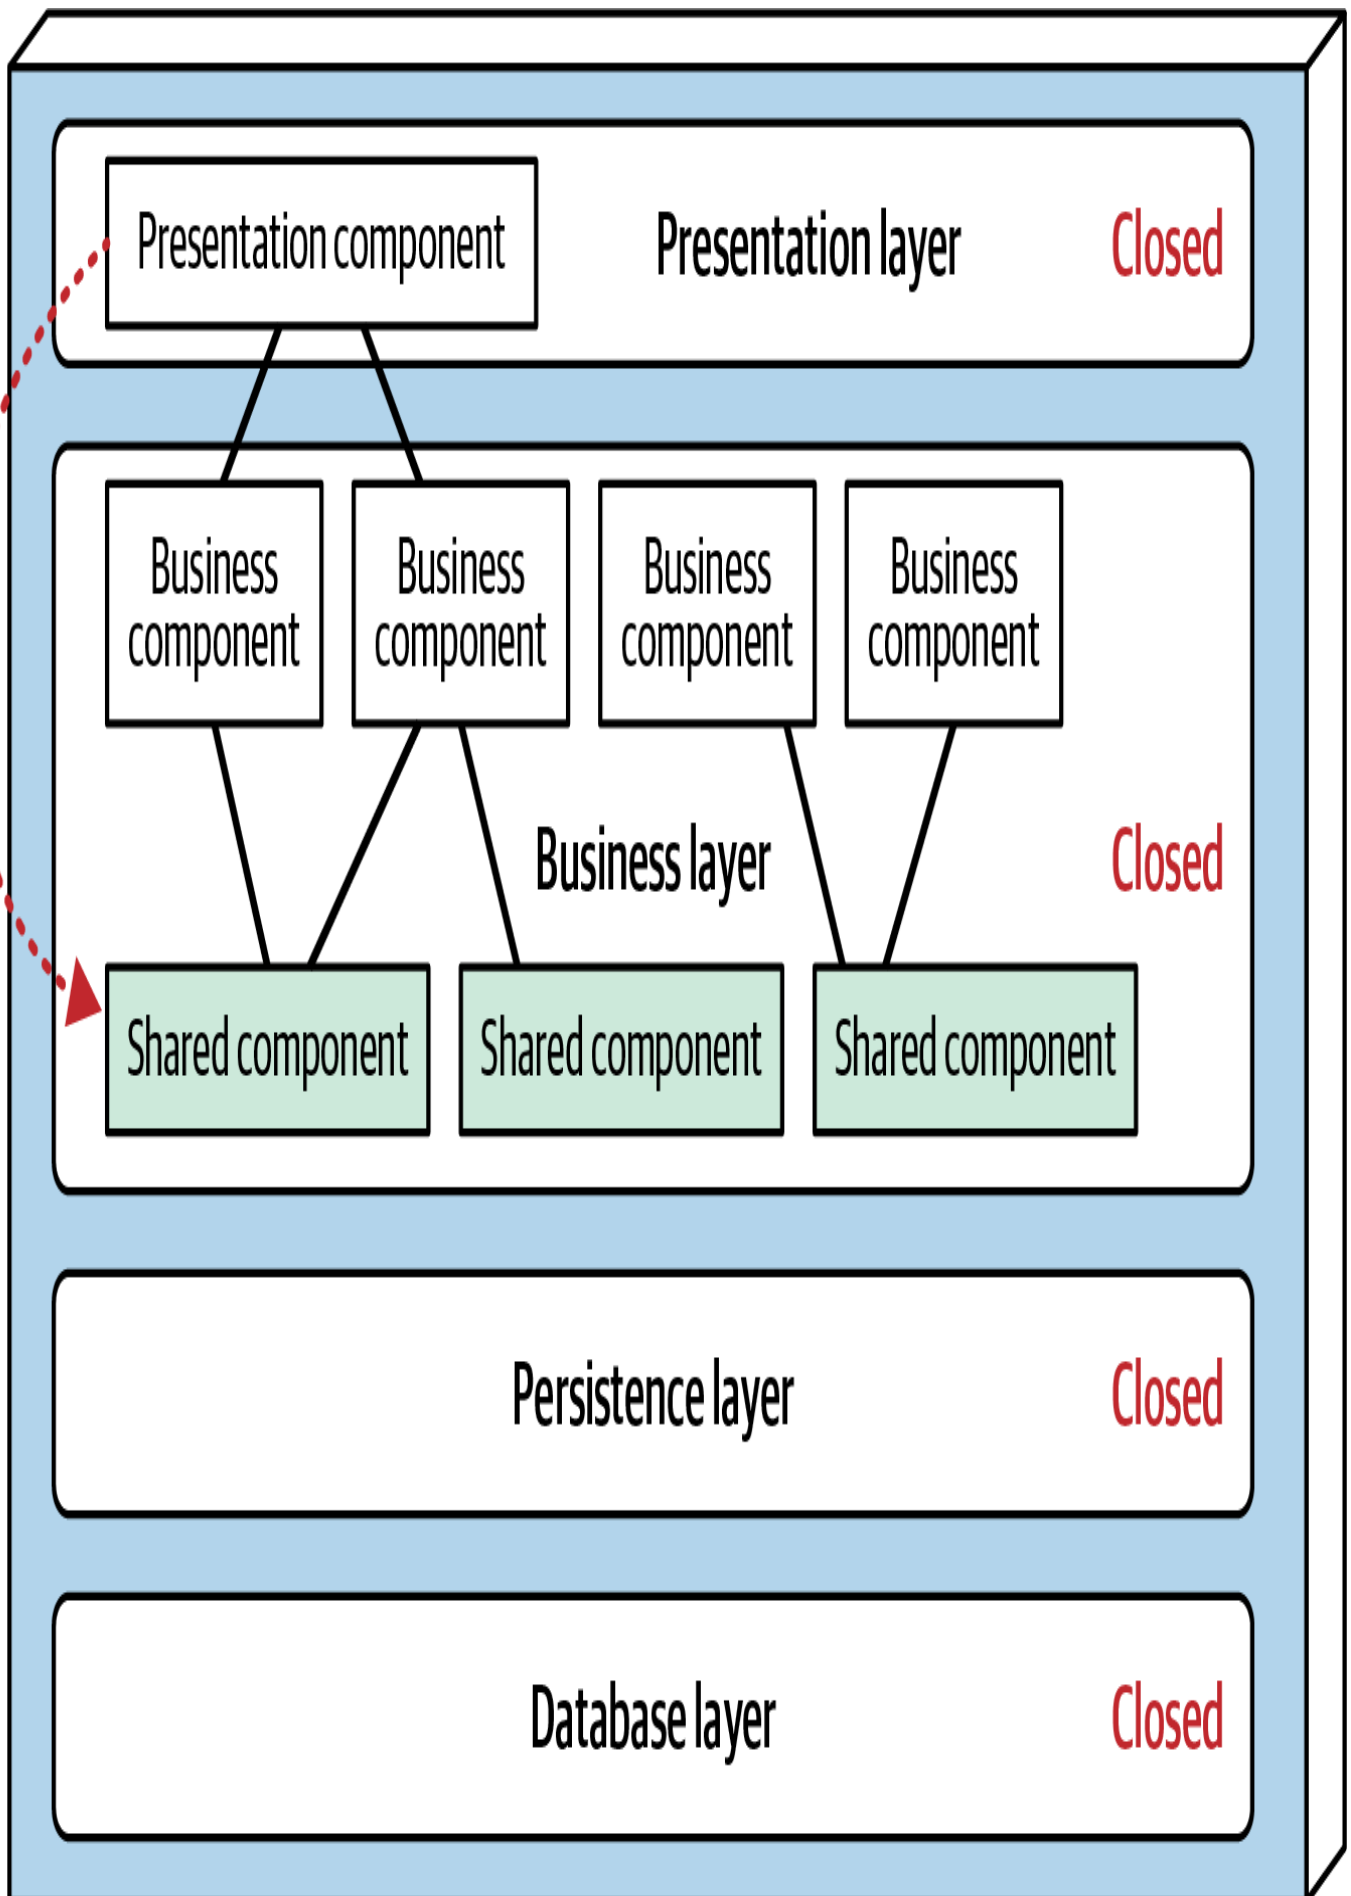 Presentation component
Presentation layer
Closed
Business
component
Business
component
Business
component
Business
component
Business layer
Closed
Shared component
Shared component
Shared component
Persistence layer
Closed
Database layer
Closed